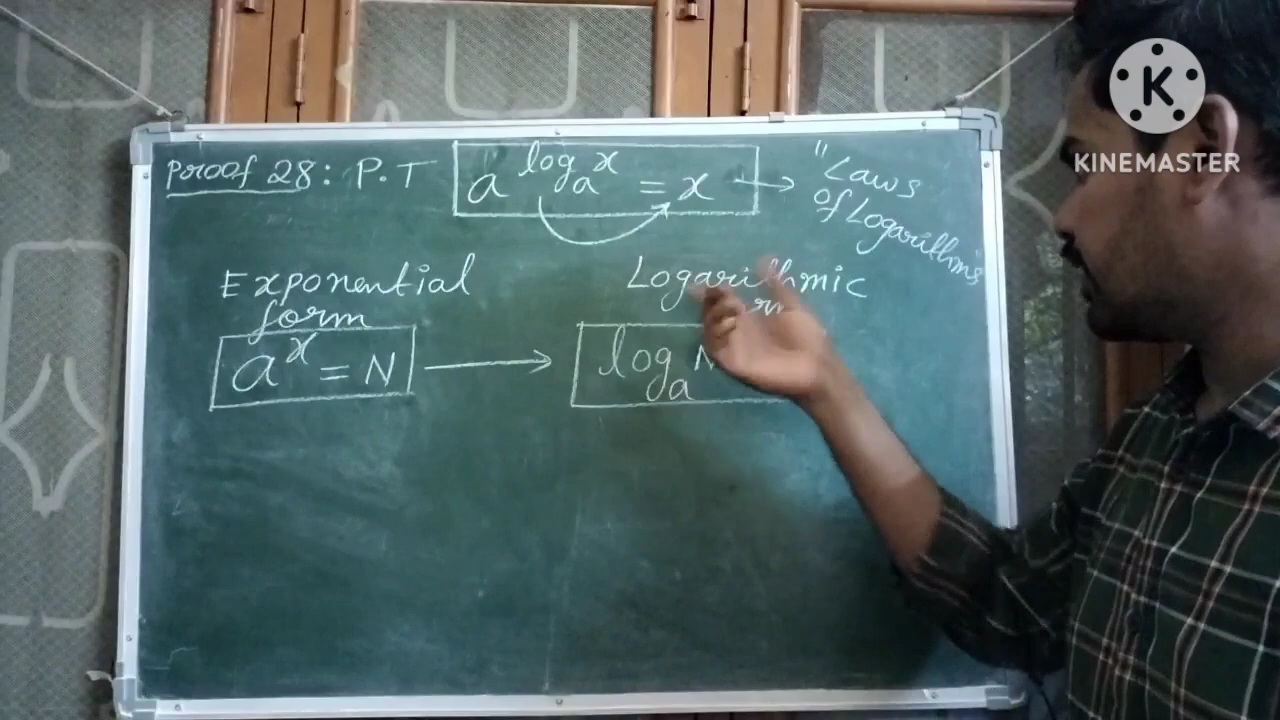 Proof 28: P.T a^{log_a x} = x → "Laws
of Logarithms"
Exponential
form
Logarithmic
a^x = N → log_a N
K
KINEMASTER